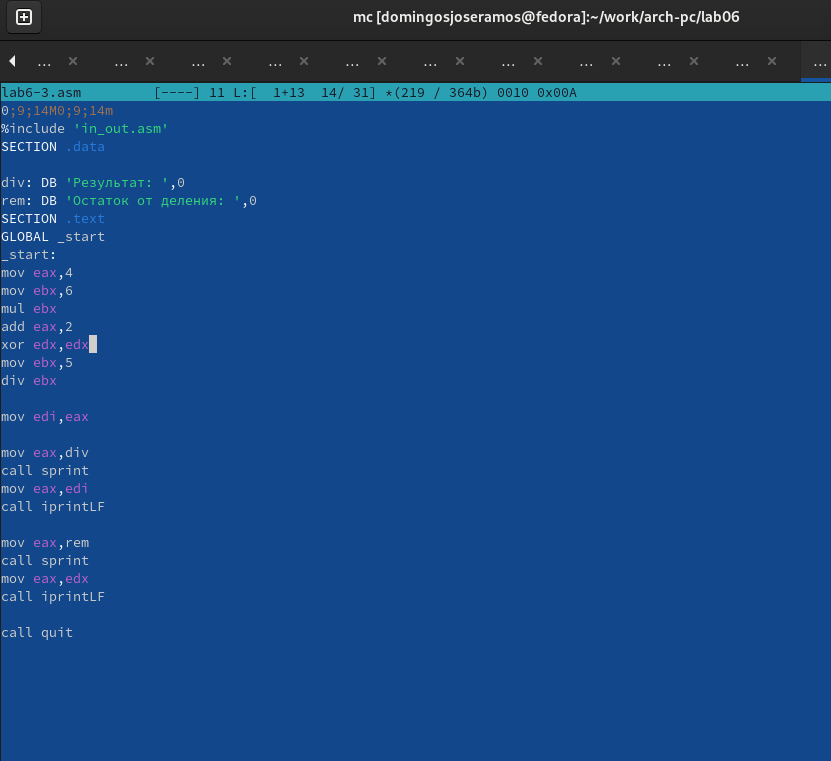 mc [domingosjoseramos@fedora]:~/work/arch-pc/lab06
... × ... × ... × ... × ... × ... × ... × ... × ... × ... × ...
lab6-3.asm [----] 11 L:[ 1+13 14/ 31] *(219 / 364b) 0010 0x00A
0;9;14M0;9;14m
%include 'in_out.asm'
SECTION .data
div: DB 'Результат: ',0
rem: DB 'Остаток от деления: ',0
SECTION .text
GLOBAL _start
_start:
mov eax,4
mov ebx,6
mul ebx
add eax,2
xor edx,edx
mov ebx,5
div ebx
mov edi,eax
mov eax,div
call sprint
mov eax,edi
call iprintLF
mov eax,rem
call sprint
mov eax,edx
call iprintLF
call quit